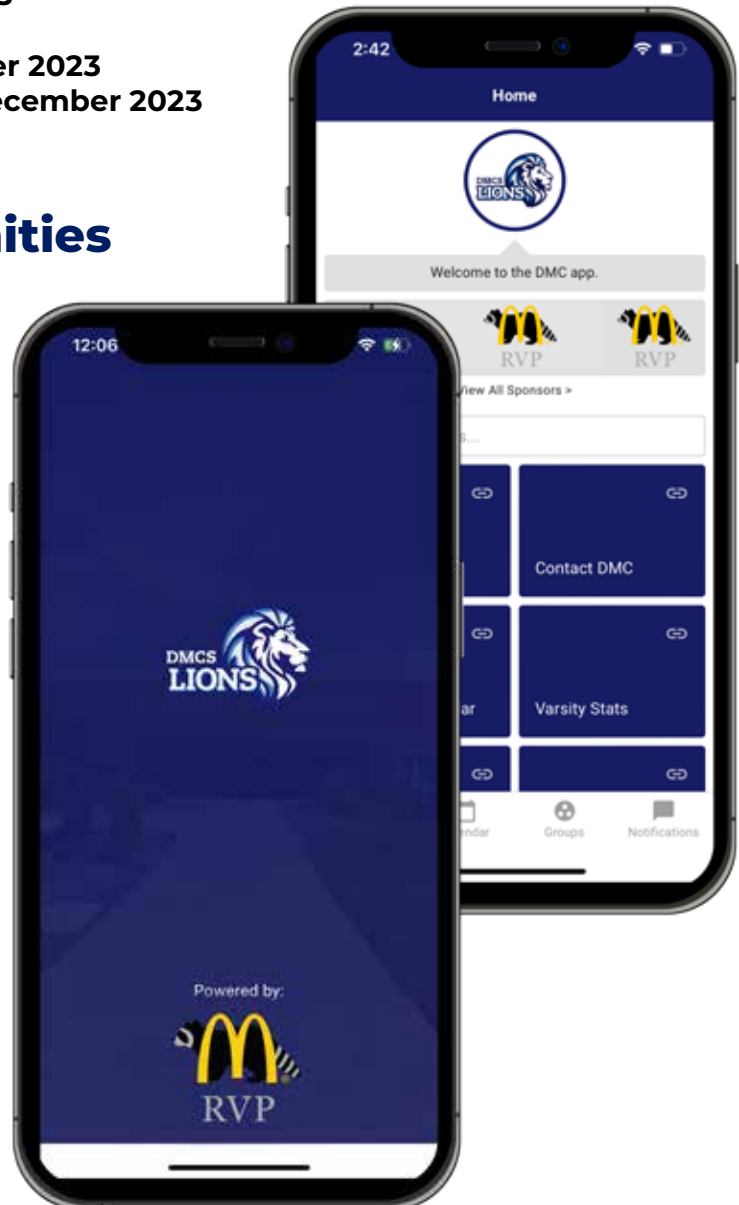 er 2023
ecember 2023
nities
2:42
Home
DMCS
LIONS
Welcome to the DMC app.
RVP
RVP
View All Sponsors >
s...
Contact DMC
ar
Varsity Stats
ndar
Groups
Notifications
12:06
DMCS
LIONS
Powered by:
RVP